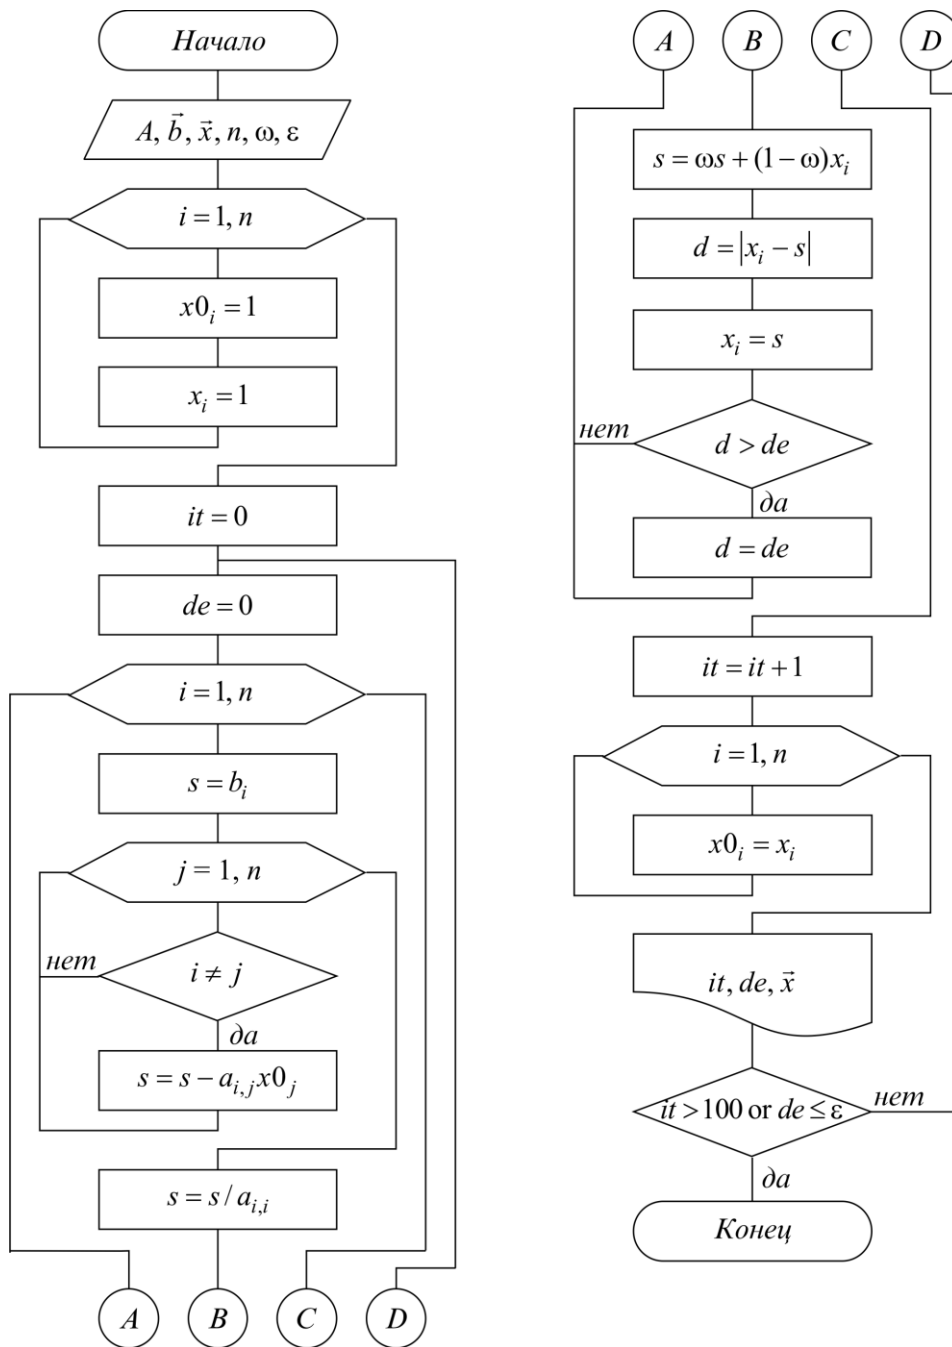 Начало
A, b⃗, x⃗, n, ω, ε
i = 1, n
x0ᵢ = 1
xᵢ = 1
it = 0
de = 0
i = 1, n
s = bᵢ
j = 1, n
нет
i ≠ j
да
s = s − aᵢ,ⱼ x0ⱼ
s = s / aᵢ,ᵢ
A B C D
A B C D
s = ωs + (1 − ω)xᵢ
d = |xᵢ − s|
xᵢ = s
нет
d > de
да
d = de
it = it + 1
i = 1, n
x0ᵢ = xᵢ
it, de, x⃗
it > 100 or de ≤ ε
нет
да
Конец